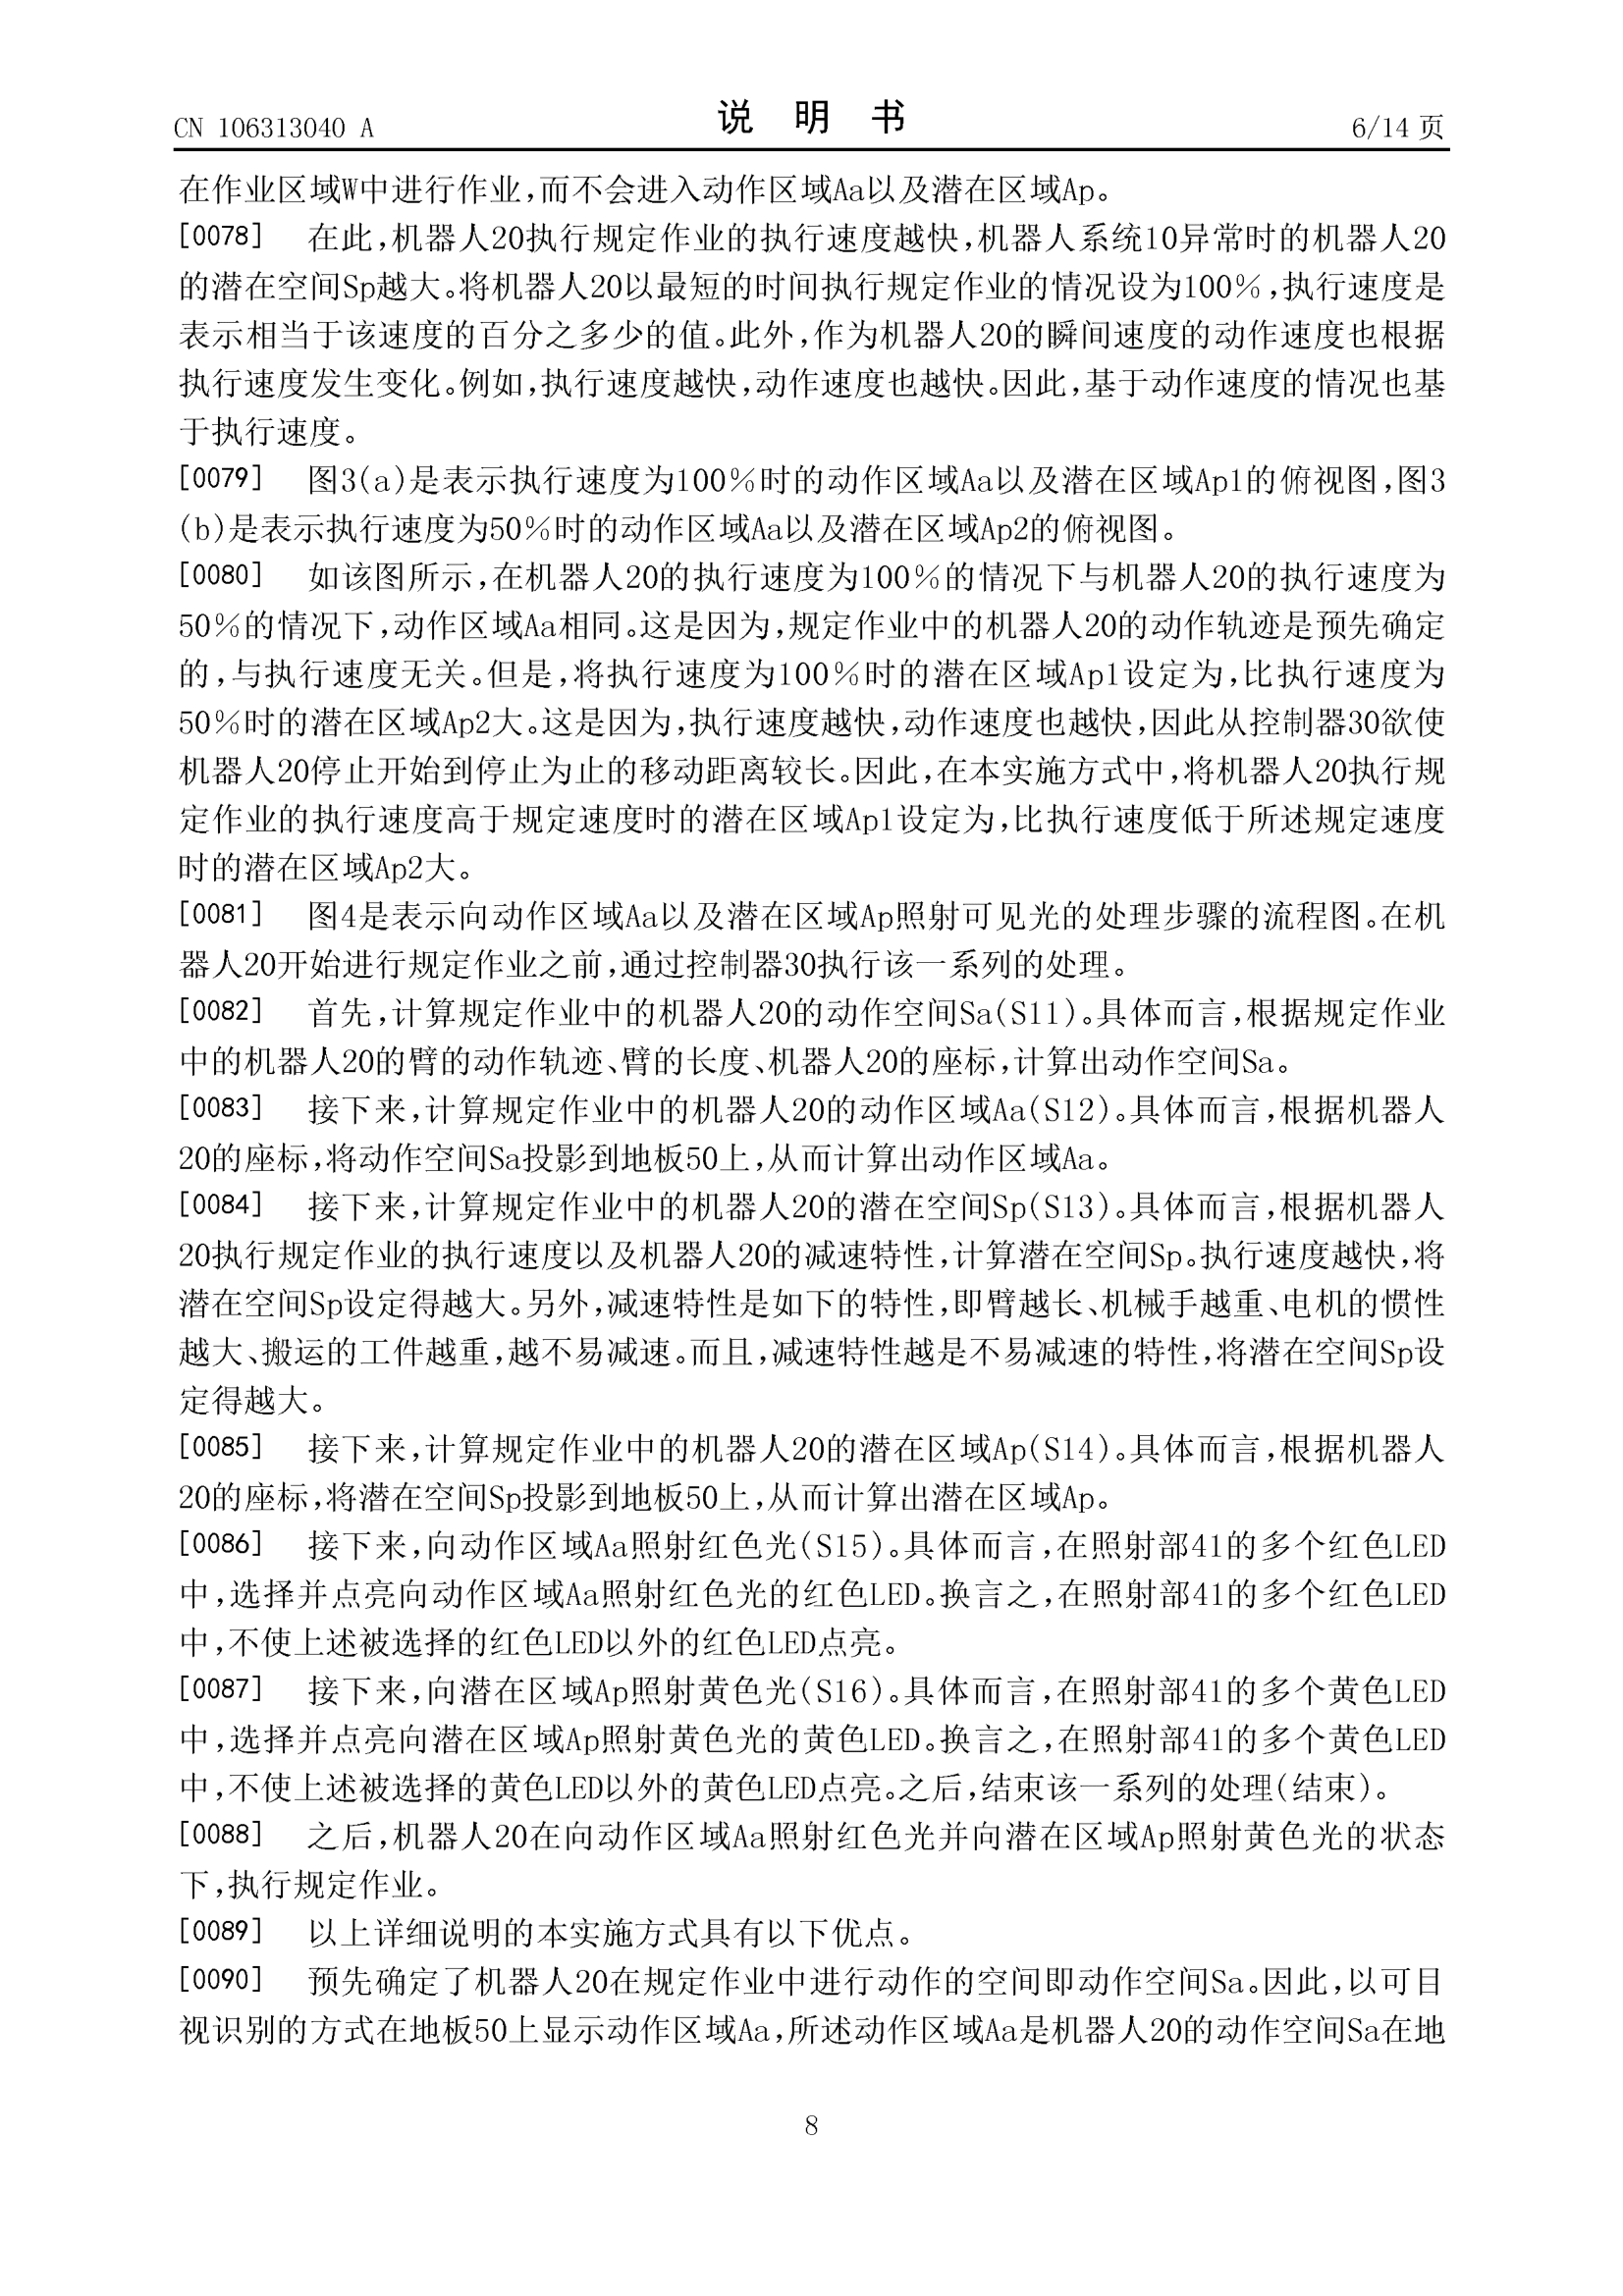 CN 106313040 A
说 明 书
6/14 页
在作业区域W中进行作业,而不会进入动作区域Aa以及潜在区域Ap。
[0078] 在此,机器人20执行规定作业的执行速度越快,机器人系统10异常时的机器人20
的潜在空间Sp越大。将机器人20以最短的时间执行规定作业的情况设为100%,执行速度是
表示相当于该速度的百分之多少的值。此外,作为机器人20的瞬间速度的动作速度也根据
执行速度发生变化。例如,执行速度越快,动作速度也越快。因此,基于动作速度的情况也基
于执行速度。
[0079] 图3(a)是表示执行速度为100%时的动作区域Aa以及潜在区域Ap1的俯视图,图3
(b)是表示执行速度为50%时的动作区域Aa以及潜在区域Ap2的俯视图。
[0080] 如该图所示,在机器人20的执行速度为100%的情况下与机器人20的执行速度为
50%的情况下,动作区域Aa相同。这是因为,规定作业中的机器人20的动作轨迹是预先确定
的,与执行速度无关。但是,将执行速度为100%时的潜在区域Ap1设定为,比执行速度为
50%时的潜在区域Ap2大。这是因为,执行速度越快,动作速度也越快,因此从控制器30欲使
机器人20停止开始到停止为止的移动距离较长。因此,在本实施方式中,将机器人20执行规
定作业的执行速度高于规定速度时的潜在区域Ap1设定为,比执行速度低于所述规定速度
时的潜在区域Ap2大。
[0081] 图4是表示向动作区域Aa以及潜在区域Ap照射可见光的处理步骤的流程图。在机
器人20开始进行规定作业之前,通过控制器30执行该一系列的处理。
[0082] 首先,计算规定作业中的机器人20的动作空间Sa(S11)。具体而言,根据规定作业
中的机器人20的臂的动作轨迹、臂的长度、机器人20的座标,计算出动作空间Sa。
[0083] 接下来,计算规定作业中的机器人20的动作区域Aa(S12)。具体而言,根据机器人
20的座标,将动作空间Sa投影到地板50上,从而计算出动作区域Aa。
[0084] 接下来,计算规定作业中的机器人20的潜在空间Sp(S13)。具体而言,根据机器人
20执行规定作业的执行速度以及机器人20的减速特性,计算潜在空间Sp。执行速度越快,将
潜在空间Sp设定得越大。另外,减速特性是如下的特性,即臂越长、机械手越重、电机的惯性
越大、搬运的工件越重,越不易减速。而且,减速特性越是不易减速的特性,将潜在空间Sp设
定得越大。
[0085] 接下来,计算规定作业中的机器人20的潜在区域Ap(S14)。具体而言,根据机器人
20的座标,将潜在空间Sp投影到地板50上,从而计算出潜在区域Ap。
[0086] 接下来,向动作区域Aa照射红色光(S15)。具体而言,在照射部41的多个红色LED
中,选择并点亮向动作区域Aa照射红色光的红色LED。换言之,在照射部41的多个红色LED
中,不使上述被选择的红色LED以外的红色LED点亮。
[0087] 接下来,向潜在区域Ap照射黄色光(S16)。具体而言,在照射部41的多个黄色LED
中,选择并点亮向潜在区域Ap照射黄色光的黄色LED。换言之,在照射部41的多个黄色LED
中,不使上述被选择的黄色LED以外的黄色LED点亮。之后,结束该一系列的处理(结束)。
[0088] 之后,机器人20在向动作区域Aa照射红色光并向潜在区域Ap照射黄色光的状态
下,执行规定作业。
[0089] 以上详细说明的本实施方式具有以下优点。
[0090] 预先确定了机器人20在规定作业中进行动作的空间即动作空间Sa。因此,以可目
视识别的方式在地板50上显示动作区域Aa,所述动作区域Aa是机器人20的动作空间Sa在地
8